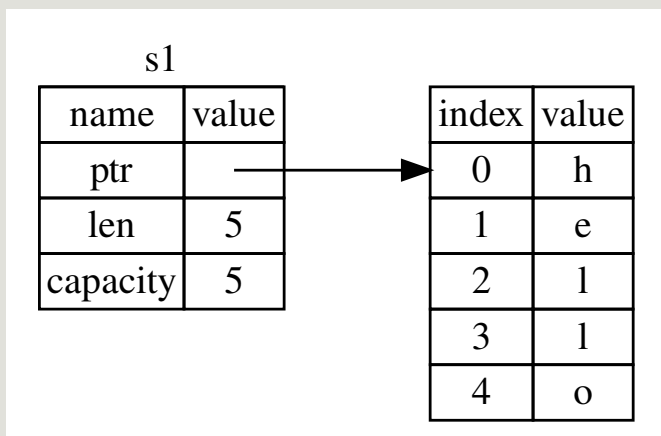 s1
name value
ptr
len 5
capacity 5
index value
0 h
1 e
2 l
3 l
4 o